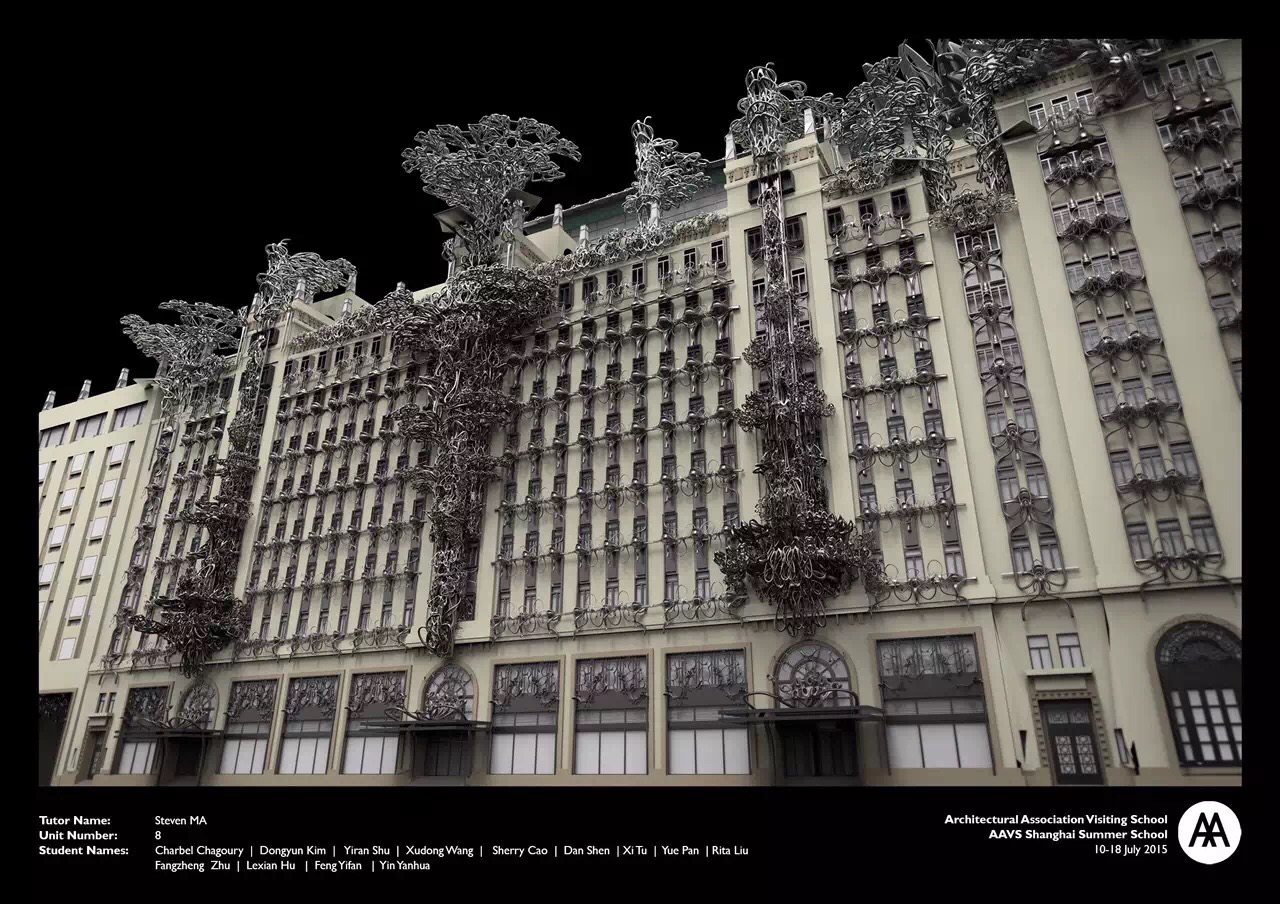 Tutor Name: Steven MA
Unit Number: 8
Student Names: Charbel Chagoury | Dongyun Kim | Yiran Shu | Xudong Wang | Sherry Cao | Dan Shen | Xi Tu | Yue Pan | Rita Liu
Fangzheng Zhu | Lexian Hu | Feng Yifan | Yin Yanhua
Architectural Association Visiting School
AAVS Shanghai Summer School
10-18 July 2015
AA